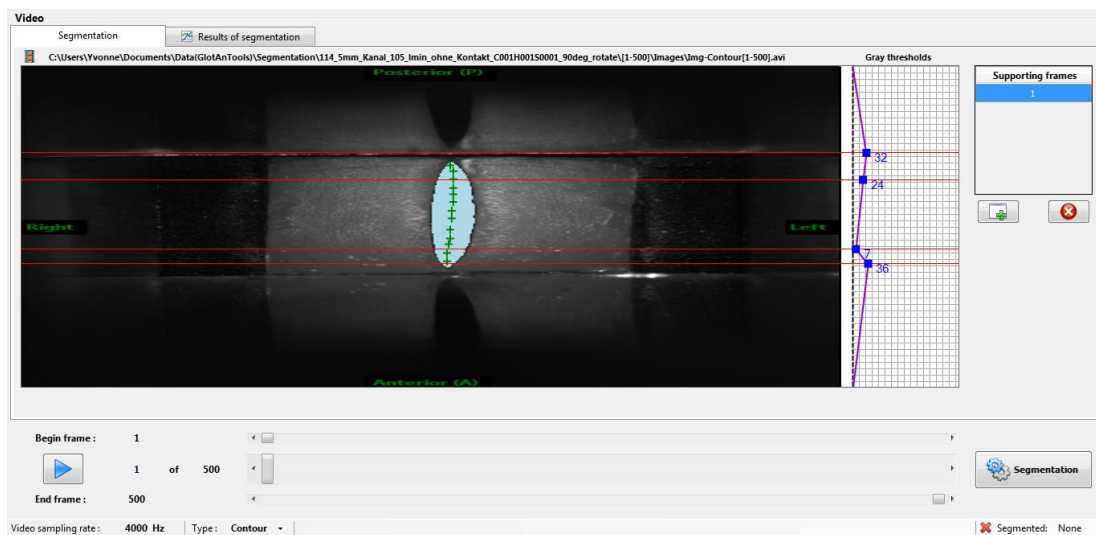 Video
Segmentation
Results of segmentation
C:\Users\Yvonne\Documents\Data(GlotAnTools)\Segmentation\114_5mm_Kanal_105_lmin_ohne_Kontakt_C001H001S0001_90deg_rotate\[1-500]\Images\Img-Contour[1-500].avi
Gray thresholds
Supporting frames
1
Posterior (P)
32
24
Right
Left
7
36
Anterior (A)
Begin frame : 1
1 of 500
Segmentation
End frame : 500
Video sampling rate : 4000 Hz Type : Contour Segmented: None